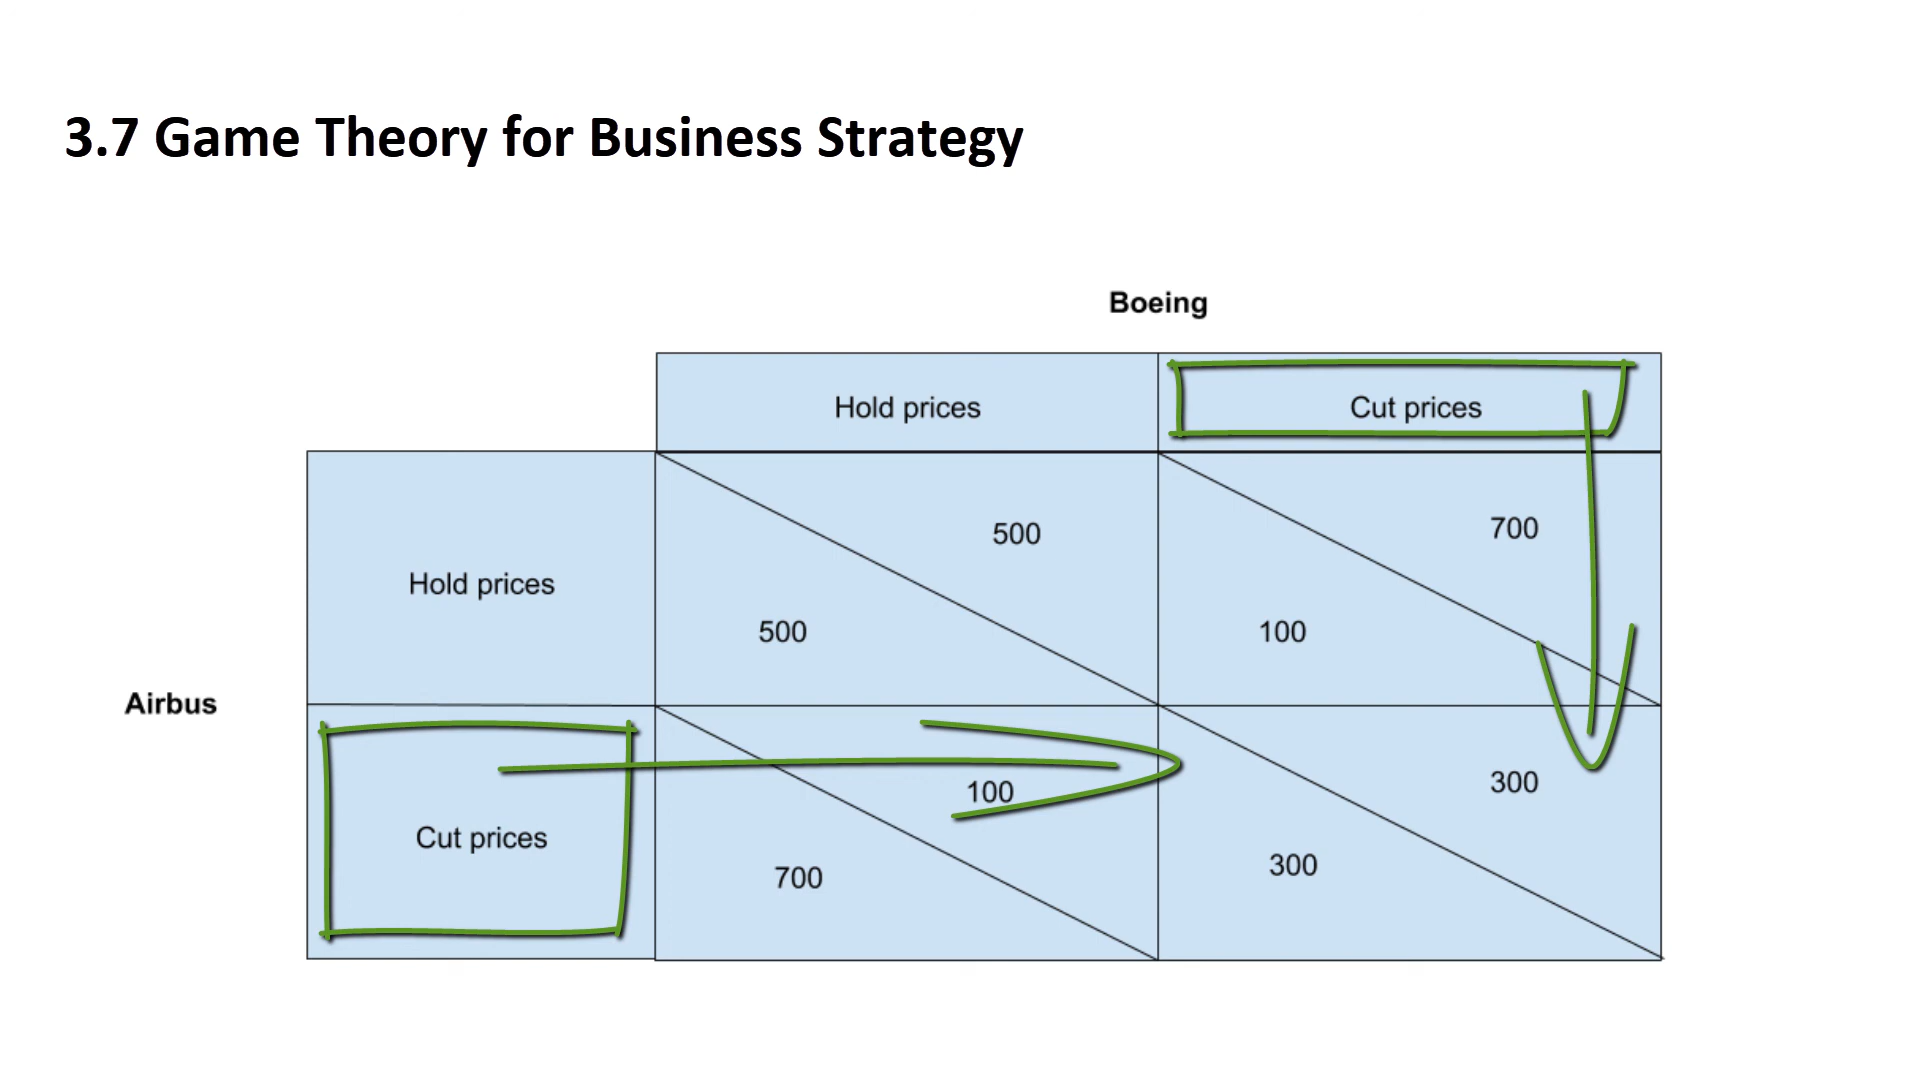 3.7 Game Theory for Business Strategy
Boeing
Hold prices
Cut prices
Hold prices
500
500
700
100
Airbus
Cut prices
100
700
300
300